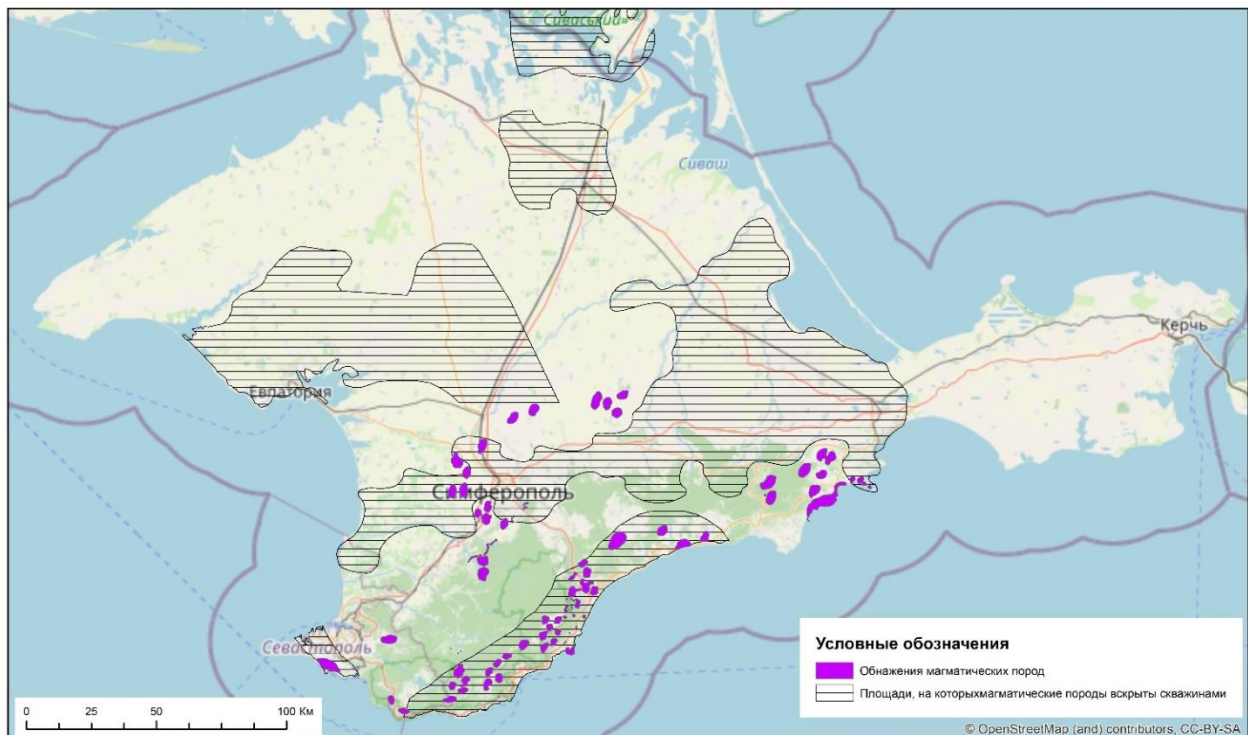 Сиваський»
Сиваш
Керчь
Евпатория
Симферополь
Севастополь
Условные обозначения
Обнажения магматических пород
Площади, на которыхмагматические породы вскрыты скважинами
0 25 50 100 Км
© OpenStreetMap (and) contributors, CC-BY-SA